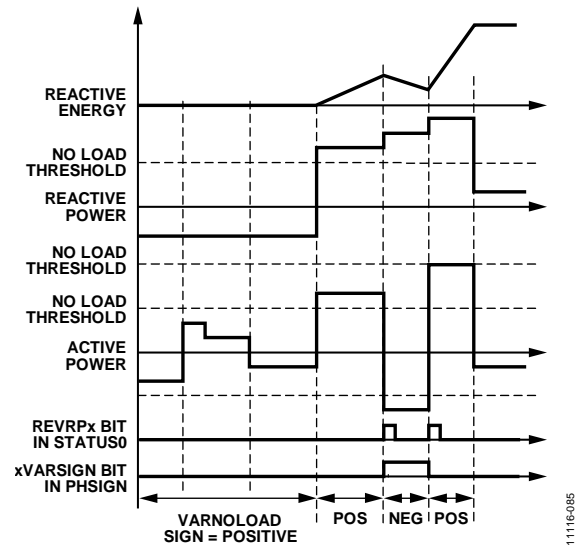 REACTIVE
ENERGY
NO LOAD
THRESHOLD
REACTIVE
POWER
NO LOAD
THRESHOLD
NO LOAD
THRESHOLD
ACTIVE
POWER
REVRPx BIT
IN STATUS0
xVARSIGN BIT
IN PHSIGN
VARNOLOAD
SIGN = POSITIVE
POS
NEG
POS
11116-085